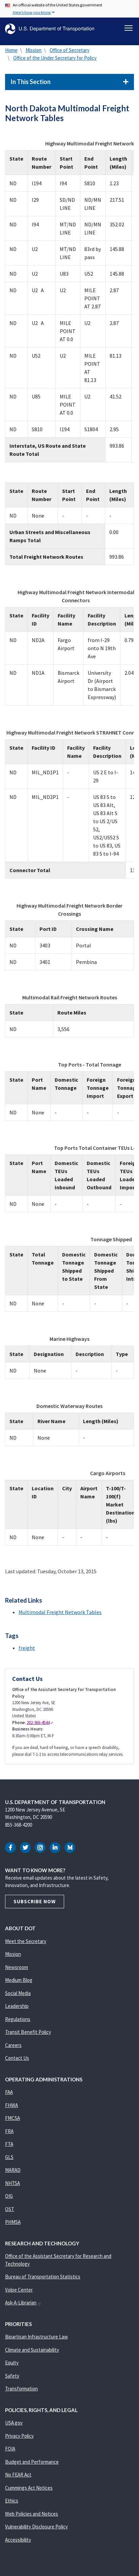 An official website of the United States government
Here's how you know
U.S. Department of Transportation
Home \ Mission \ Office of Secretary
\ Office of the Under Secretary for Policy
In This Section +
North Dakota Multimodal Freight
Network Tables
Highway Multimodal Freight Network
State Route Number Start Point End Point Length (Miles)
ND I194 I94 S810 1.23
ND I29 SD/ND LINE ND/MN LINE 217.51
ND I94 MT/ND LINE ND/MN LINE 352.02
ND U2 MT/ND LINE 83rd by pass 145.88
ND U2 U83 U52 145.88
ND U2 A U2 MILE POINT AT 2.87 2.87
ND U2 A MILE POINT AT 0.0 U2 2.87
ND U52 U2 MILE POINT AT 81.13 81.13
ND U85 MILE POINT AT 0.0 U2 41.52
ND S810 I194 S1804 2.95
Interstate, US Route and State Route Total 993.86
State Route Number Start Point End Point Length (Miles)
ND None - - -
Urban Streets and Miscellaneous Ramps Total 0.00
Total Freight Network Routes 993.86
Highway Multimodal Freight Network Intermodal
Connectors
State Facility ID Facility Name Facility Description
ND ND2A Fargo Airport from I-29 to N 19th Ave 0.79
ND ND1A Bismarck Airport University Dr (Airport to Bismarck Expressway) 2.04
Highway Multimodal Freight Network STRAHNET
State Facility ID Facility Name Facility Description
ND MIL_ND1P1 - US 2 E to I-29
ND MIL_ND2P1 - US 83 S to US 83 Alt, US 83 Alt S to US 2/US 52, US2/US52 S to US 83, US 83 S to I-94
Connector Total
Highway Multimodal Freight Network Border
Crossings
State Port ID Crossing Name
ND 3403 Portal
ND 3401 Pembina
Multimodal Rail Freight Network Routes
State Route Miles
ND 3,556
Top Ports - Total Tonnage
State Port Name Domestic Tonnage Foreign Tonnage Import
ND None - -
Top Ports Total Container TEUs
State Port Name Domestic TEUs Loaded Inbound Domestic TEUs Loaded Outbound
ND None - -
Tonnage Shipped
State Total Tonnage Domestic Tonnage Shipped to State Domestic Tonnage Shipped From State
ND None - -
Marine Highways
State Designation Description Type
ND None - -
Domestic Waterway Routes
State River Name Length (Miles)
ND None -
Cargo Airports
State Location ID City Airport Name T-100/T-100(f) Market Destination (lbs)
ND None - - -
Last updated: Tuesday, October 13, 2015
Related Links
• Multimodal Freight Network Tables
Tags
• Freight
Contact Us
Office of the Assistant Secretary for Transportation
Policy
1200 New Jersey Ave, SE
Washington, DC 20590
United States
Business Hours:
8:30am-5:00pm ET, M-F
If you are deaf, hard of hearing, or have a speech disability,
please dial 7-1-1 to access telecommunications relay services.
U.S. DEPARTMENT OF TRANSPORTATION
1200 New Jersey Avenue, SE
Washington, DC 20590
855-368-4200
WANT TO KNOW MORE?
Receive email updates about the latest in Safety,
Innovation, and Infrastructure.
SUBSCRIBE NOW
ABOUT DOT
Meet the Secretary
Mission
Newsroom
Medium Blog
Social Media
Leadership
Regulations
Transit Benefit Policy
Careers
Contact Us
OPERATING ADMINISTRATIONS
FAA
FHWA
FMCSA
FRA
FTA
GLS
MARAD
NHTSA
OIG
OST
PHMSA
RESEARCH AND TECHNOLOGY
Office of the Assistant Secretary for Research and
Technology
Bureau of Transportation Statistics
Volpe Center
Ask-A-Librarian
PRIORITIES
Bipartisan Infrastructure Law
Climate and Sustainability
Equity
Safety
Transformation
POLICIES, RIGHTS, AND LEGAL
USA.gov
Privacy Policy
FOIA
Budget and Performance
No FEAR Act
Cummings Act Notices
Ethics
Web Policies and Notices
Vulnerability Disclosure Policy
Accessibility